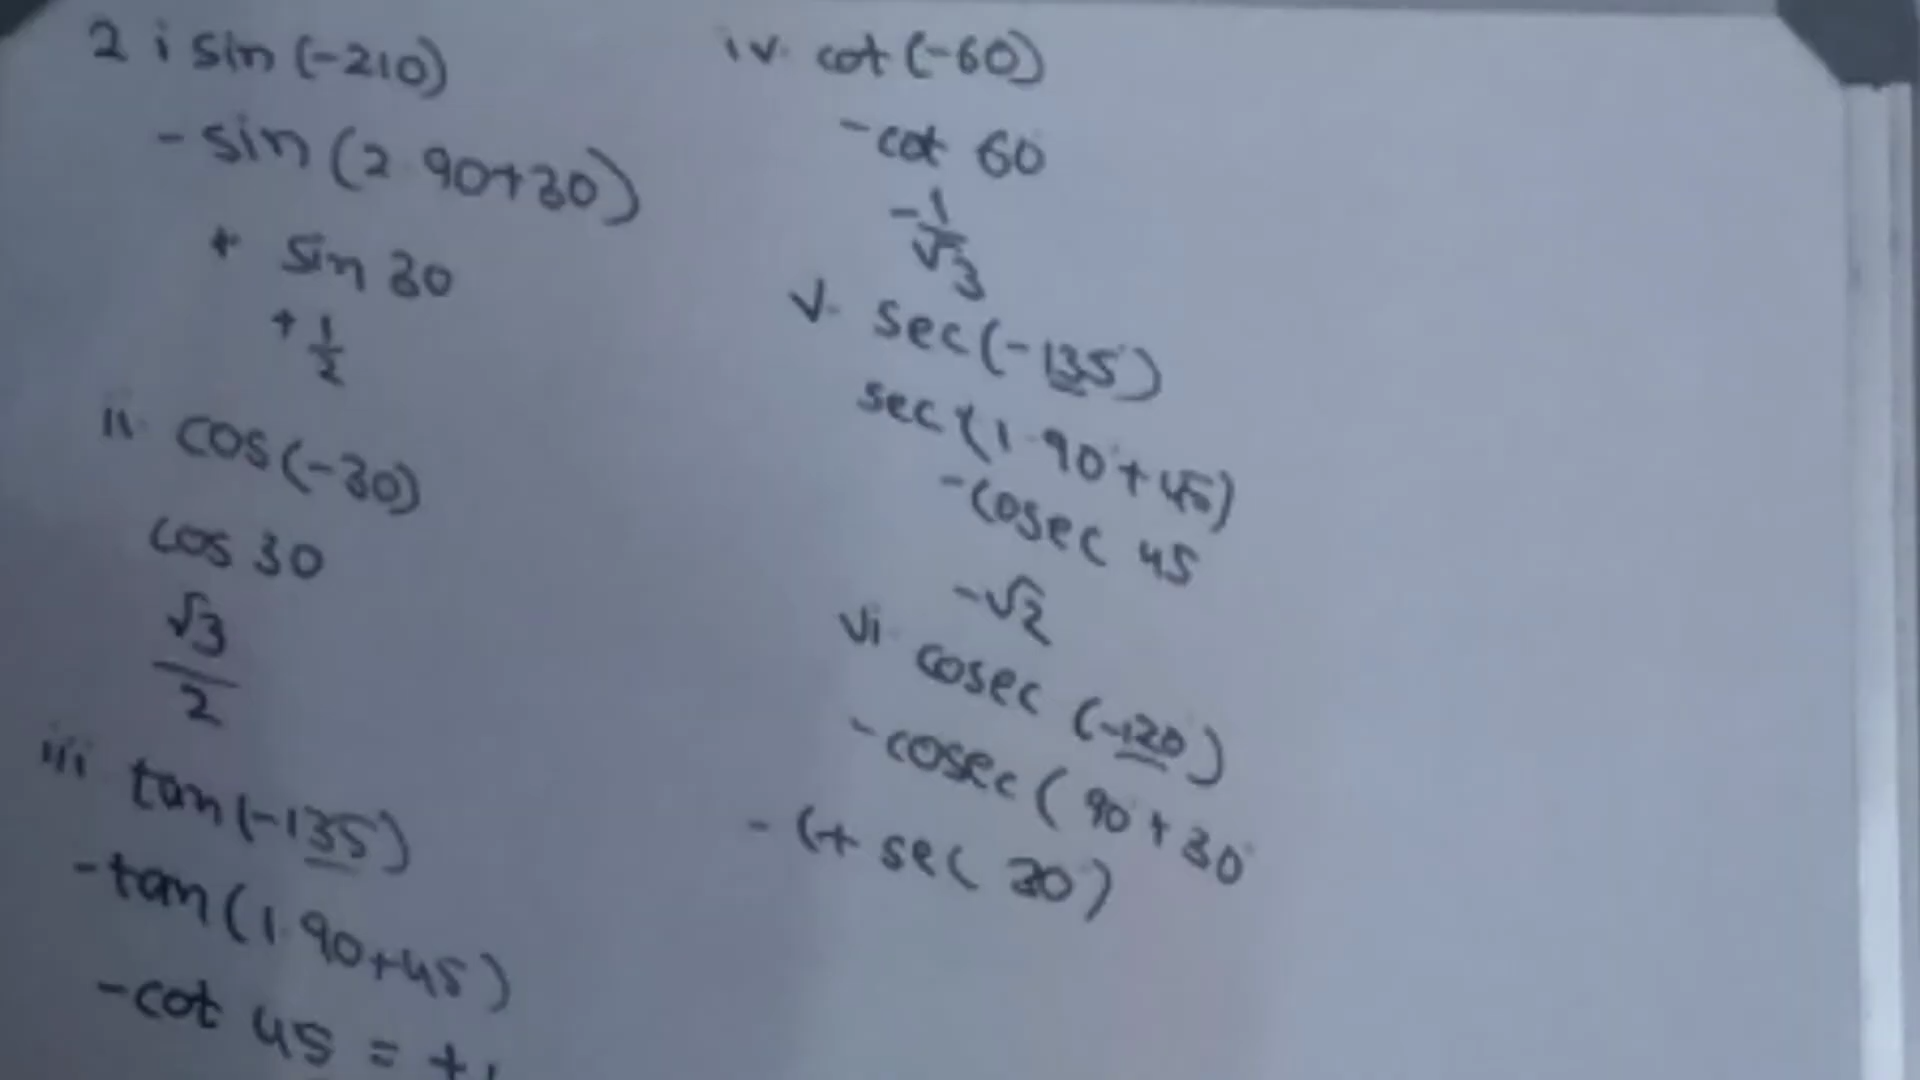 2 i sin (-210)
- sin (2 90+30)
+ sin 30
+ 1/2
ii. cos (-30)
cos 30
√3/2
iii tan (-135)
-tan (1.90+45)
-cot 45 = +1
iv. cot (-60)
-cot 60
-1/√3
v. sec (-135)
sec (1.90+45)
-cosec 45
-√2
vi. cosec (-120)
-cosec (90+30
- (+ sec 30)